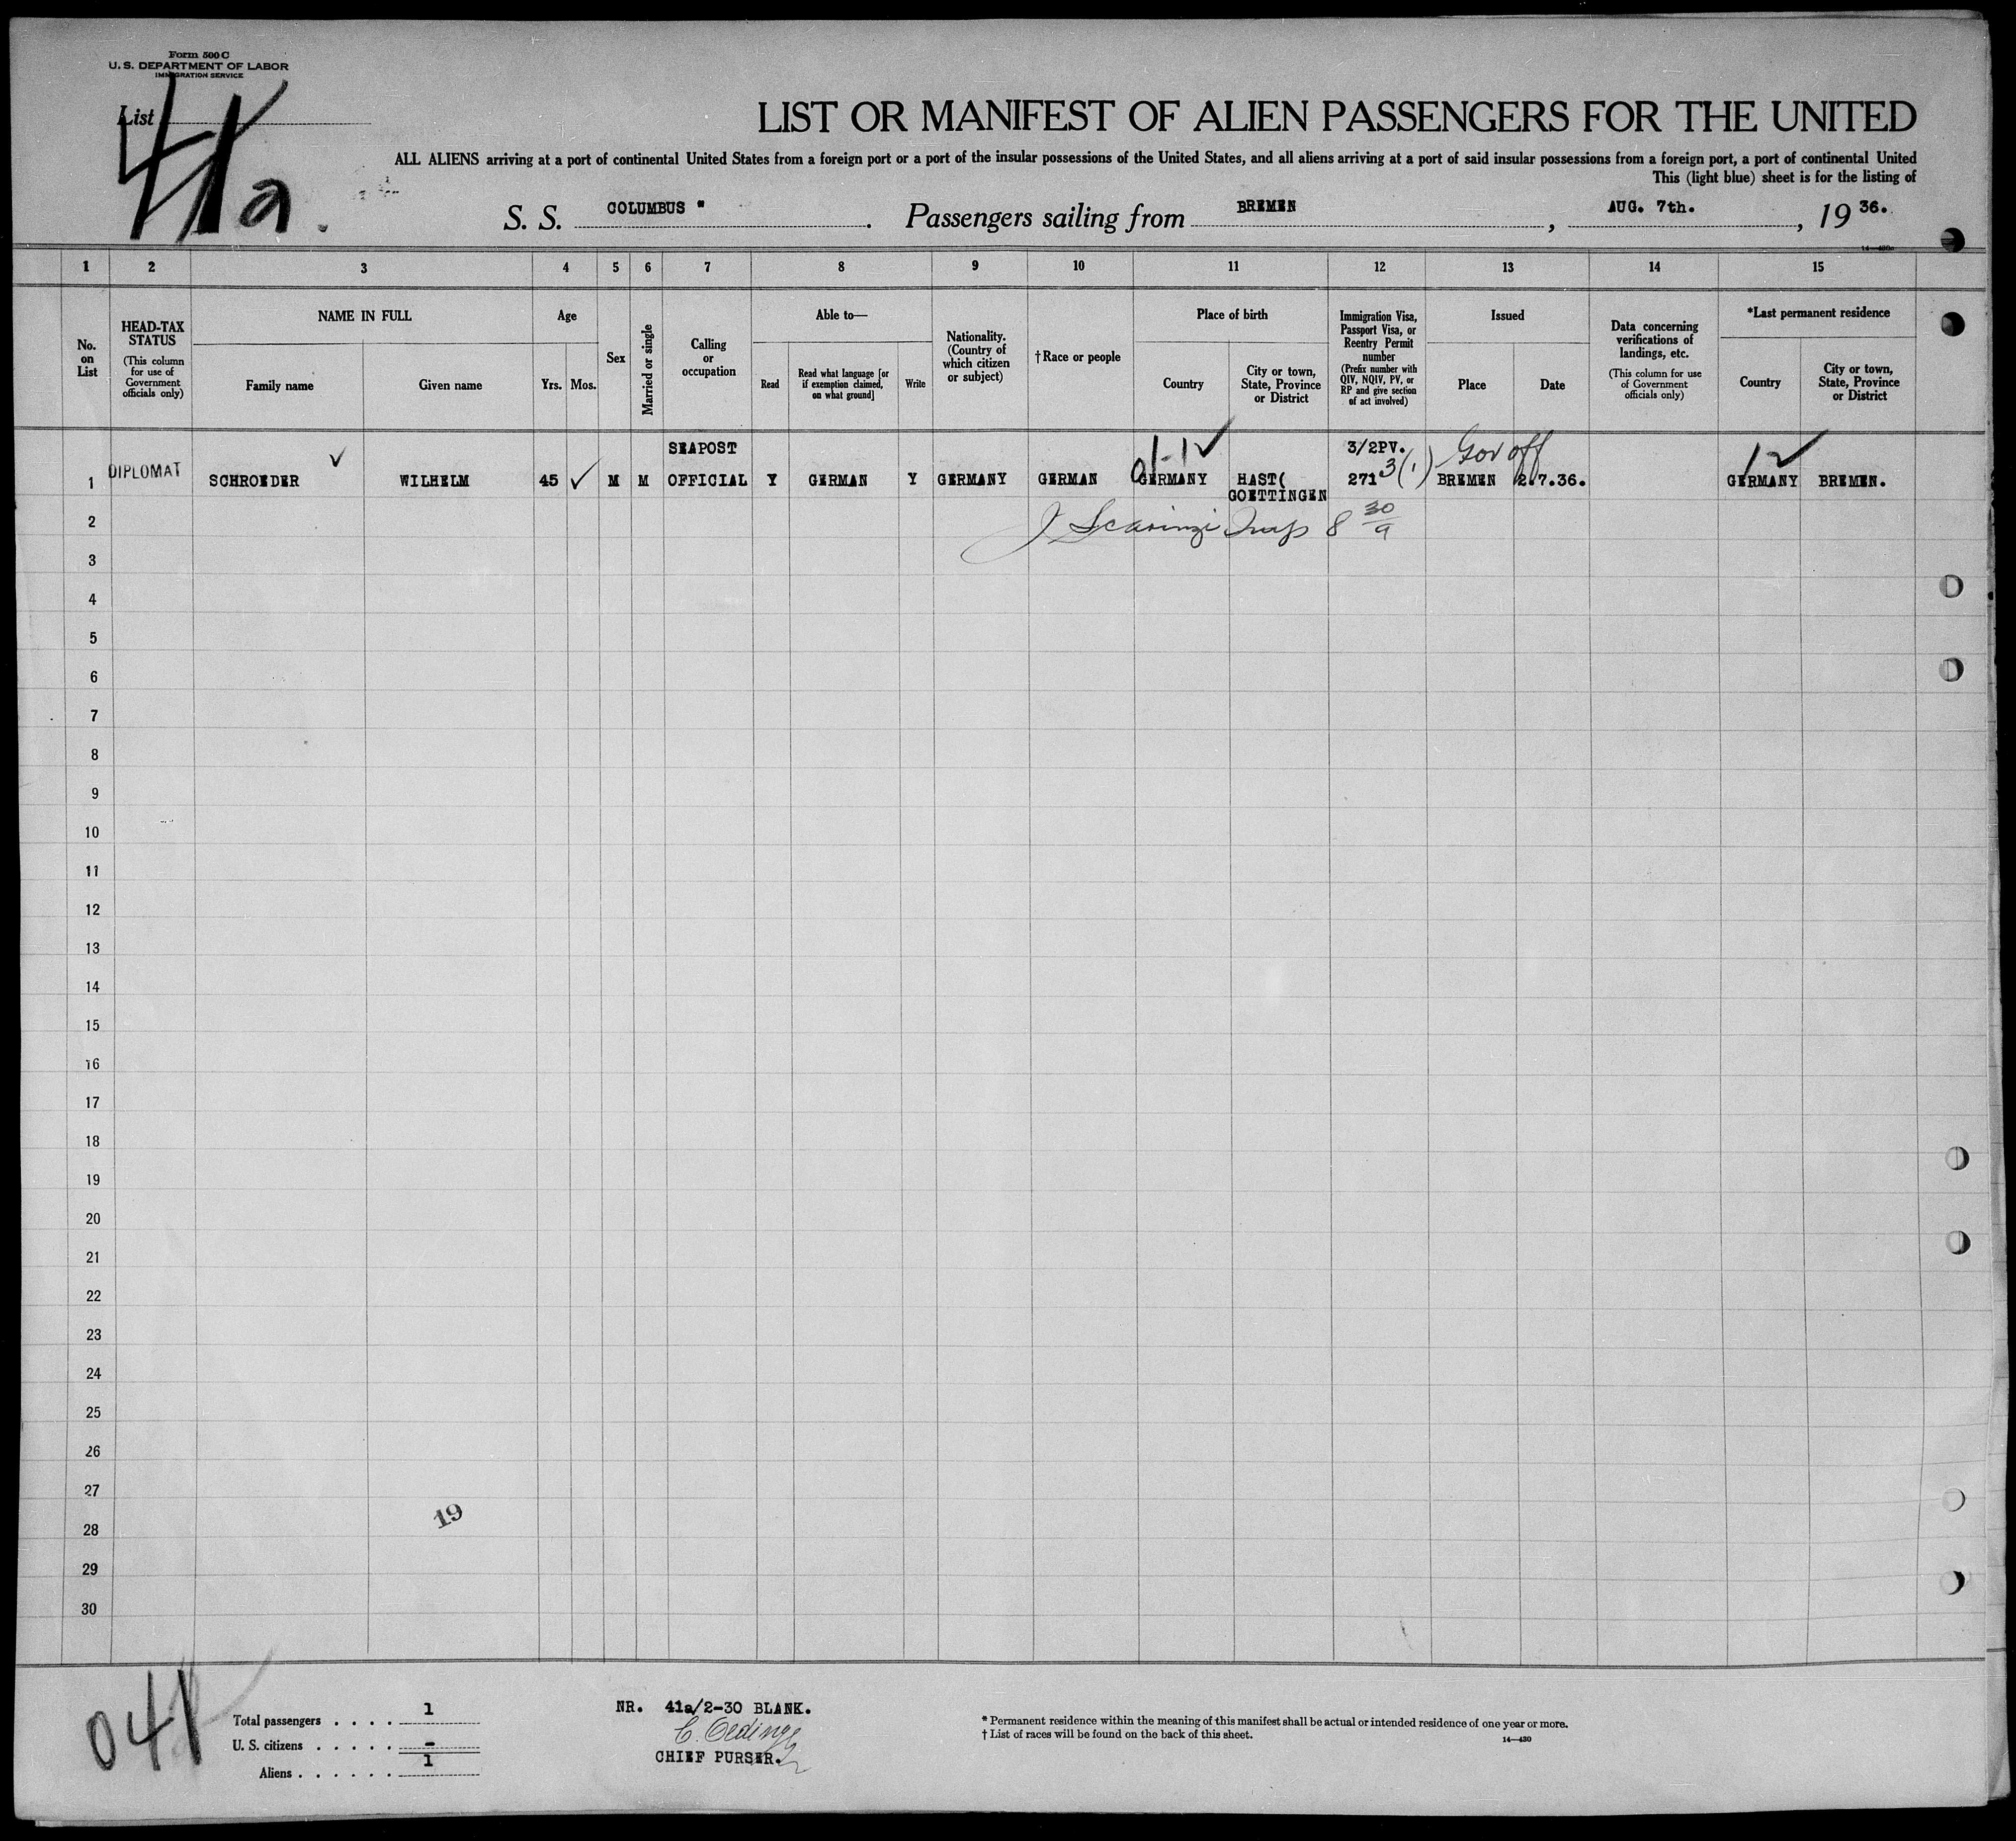 Form 500 C
U. S. DEPARTMENT OF LABOR
IMMIGRATION SERVICE
List 41a.
LIST OR MANIFEST OF ALIEN PASSENGERS FOR THE UNITED
ALL ALIENS arriving at a port of continental United States from a foreign port or a port of the insular possessions of the United States, and all aliens arriving at a port of said insular possessions from a foreign port, a port of continental United
This (light blue) sheet is for the listing of
S. S. COLUMBUS ". Passengers sailing from BREMEN, AUG. 7th., 19 36.
1 2 3 4 5 6 7 8 9 10 11 12 13 14 15
No. on List
HEAD-TAX STATUS
(This column for use of Government officials only)
NAME IN FULL
Family name
Given name
Age
Yrs. Mos.
Sex
Married or single
Calling or occupation
Able to—
Read
Read what language [or if exemption claimed, on what ground]
Write
Nationality. (Country of which citizen or subject)
†Race or people
Place of birth
Country
City or town, State, Province or District
Immigration Visa, Passport Visa, or Reentry Permit number
(Prefix number with QIV, NQIV, PV, or RP and give section of act involved)
Issued
Place
Date
Data concerning verifications of landings, etc.
(This column for use of Government officials only)
*Last permanent residence
Country
City or town, State, Province or District
SEAPOST 1-1✓ 3/2PV. Gov off 1✓
1 DIPLOMAT SCHROEDER ✓ WILHELM 45 ✓ M M OFFICIAL Y GERMAN Y GERMANY GERMAN GERMANY HAST( 271 3(1) BREMEN 2.7.36. GERMANY BREMEN.
GOETTINGEN
2 J Scarinzi Insp 8 30/a
3
4
5
6
7
8
9
10
11
12
13
14
15
16
17
18
19
20
21
22
23
24
25
26
27
19
28
29
30
041
Total passengers . . . . 1
U. S. citizens . . . . . -
Aliens . . . . . . 1
NR. 41a/2-30 BLANK.
CHIEF PURSER.
* Permanent residence within the meaning of this manifest shall be actual or intended residence of one year or more.
† List of races will be found on the back of this sheet.
14—430